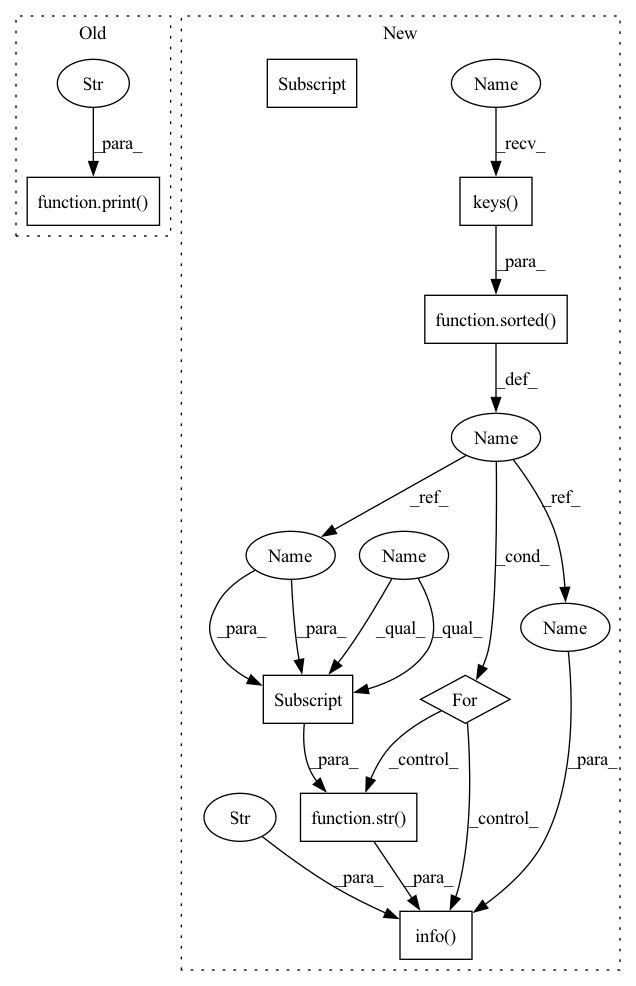 Old
New
Str
Subscript
Name
_para_
_recv_
function.print()
keys()
_para_
function.sorted()
_def_
Name
_ref_
_ref_
Name
Name
_cond_
Name
_para_
_para_
_qual_
_qual_
Subscript
For
_para_
_control_
_para_
Str
function.str()
_control_
_para_
_para_
info()